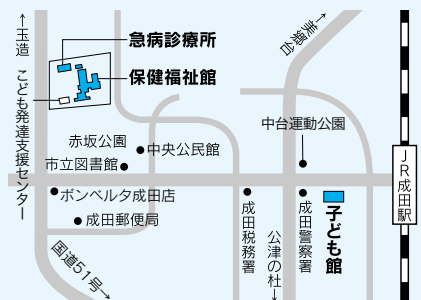 ←玉造
こども発達支援センター
急病診療所
保健福祉館
←美郷台
赤坂公園
中央公民館
市立図書館
中台運動公園
ボンベルタ成田店
成田郵便局
国道51号→
成田税務署
公津の杜→
成田警察署
子ども館
JR成田駅